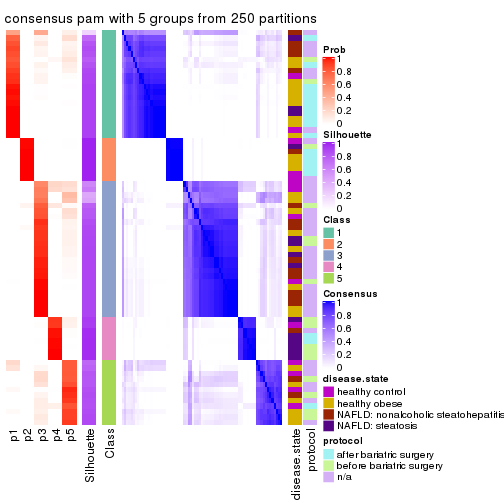 consensus pam with 5 groups from 250 partitions
Prob
1
0.8
0.6
0.4
0.2
0
Silhouette
1
0.8
0.6
0.4
0.2
0
Class
1
2
3
4
5
Consensus
1
0.8
0.6
0.4
0.2
0
disease.state
healthy control
healthy obese
NAFLD: nonalcoholic steatohepatitis
NAFLD: steatosis
protocol
after bariatric surgery
before bariatric surgery
n/a
p1
p2
p3
p4
p5
Silhouette
Class
disease.state
protocol